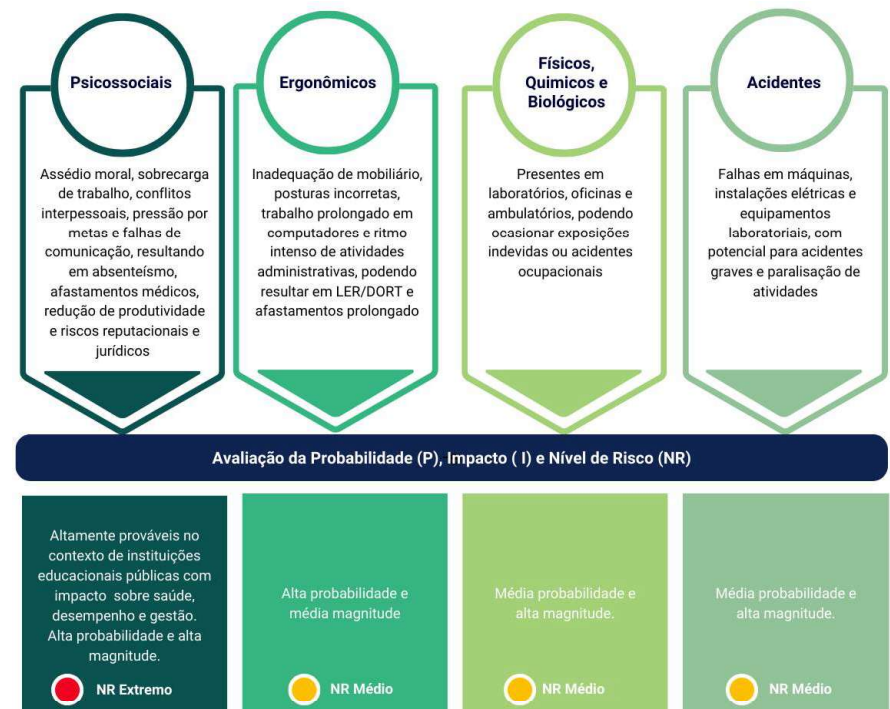 Psicossociais
Assédio moral, sobrecarga
de trabalho, conflitos
interpessoais, pressão por
metas e falhas de
comunicação, resultando
em absenteísmo,
afastamentos médicos,
redução de produtividade
e riscos reputacionais e
jurídicos
Ergonômicos
Inadequação de mobiliário,
posturas incorretas,
trabalho prolongado em
computadores e ritmo
intenso de atividades
administrativas, podendo
resultar em LER/DORT e
afastamentos prolongado
Físicos,
Quimicos e
Biológicos
Presentes em
laboratórios, oficinas e
ambulatórios, podendo
ocasionar exposições
indevidas ou acidentes
ocupacionais
Acidentes
Falhas em máquinas,
instalações elétricas e
equipamentos
laboratoriais, com
potencial para acidentes
graves e paralisação de
atividades
Avaliação da Probabilidade (P), Impacto ( I) e Nível de Risco (NR)
Altamente prováveis no
contexto de instituições
educacionais públicas com
impacto sobre saúde,
desempenho e gestão.
Alta probabilidade e alta
magnitude.
NR Extremo
Alta probabilidade e
média magnitude
NR Médio
Média probabilidade e
alta magnitude.
NR Médio
Média probabilidade e
alta magnitude.
NR Médio